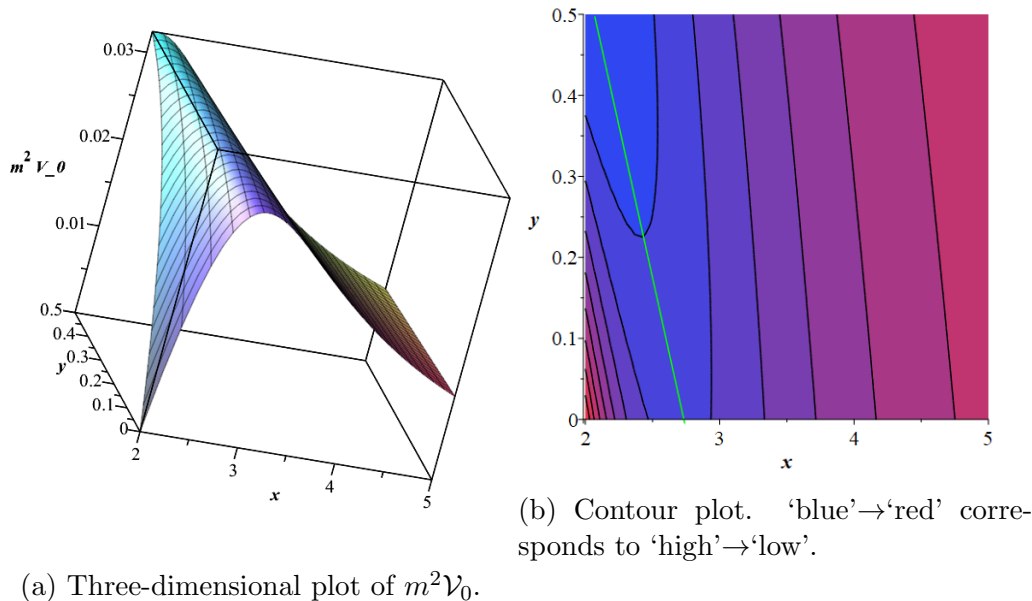 0.03
0.02
m² V_0
0.01
0.5
0.4
0.3
y
0.2
0.1
0
2
3
4
5
x
0.5
0.4
0.3
y
0.2
0.1
0
2
3
4
5
x
(b) Contour plot. ‘blue’→‘red’ corre-
sponds to ‘high’→‘low’.
(a) Three-dimensional plot of m²𝒱₀.